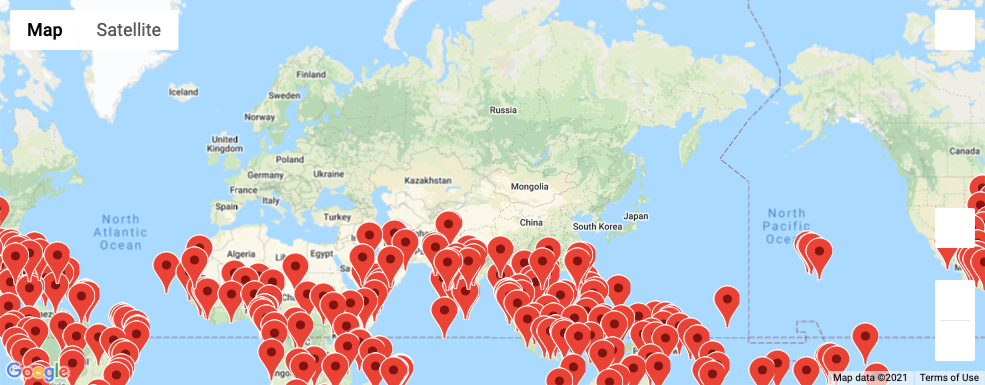 Map
Satellite
Iceland
Finland
Sweden
Norway
Russia
United
Kingdom
Poland
Germany
Ukraine
France
Kazakhstan
Mongolia
Canada
Italy
Spain
Turkey
China
Japan
South Korea
North
Atlantic
Ocean
North
Pacific
Algeria
Egypt
Chad
Google
Map data ©2021
Terms of Use